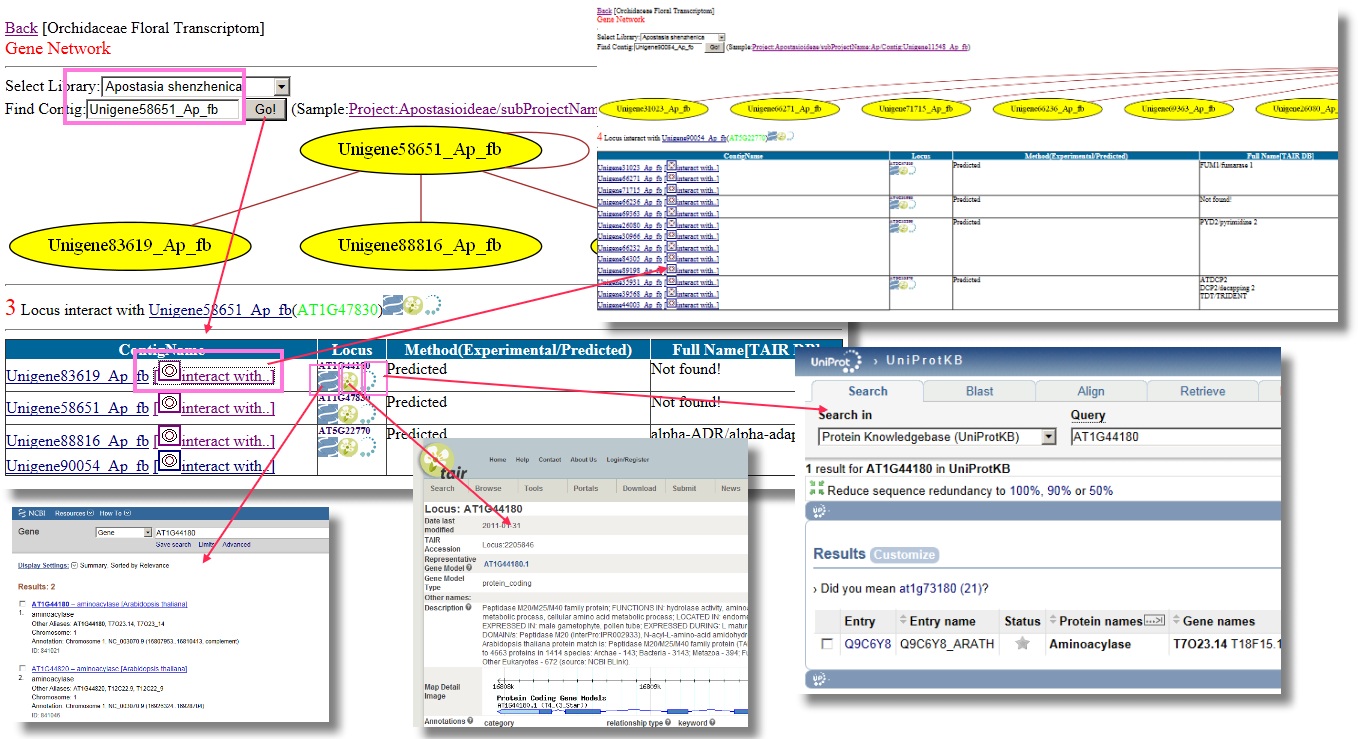 Back [Orchidaceae Floral Transcriptom]
Gene Network
Select Library: Apostasia shenzhenica
Find Contig: Unigene58651_Ap_fb Go! (Sample:Project:Apostasioideae/subProjectNam
Unigene58651_Ap_fb
Unigene83619_Ap_fb
Unigene88816_Ap_fb
3 Locus interact with Unigene58651_Ap_fb(AT1G47830)
ContigName Locus Method(Experimental/Predicted) Full Name[TAIR DB]
Unigene83619_Ap_fb [interact with..] AT1G44180 Predicted Not found!
Unigene58651_Ap_fb [interact with..] AT1G47830 Predicted Not found!
Unigene88816_Ap_fb [interact with..] AT5G22770 Predicted alpha-ADR/alpha-adap
Unigene90054_Ap_fb [interact with..]
Back [Orchidaceae Floral Transcriptom]
Gene Network
Select Library: Apostasia shenzhenica
Find Contig: Unigene90054_Ap_fb Go! (Sample:Project:Apostasioideae/subProjectName:Ap/Contig:Unigene11548_Ap_fb)
Unigene31023_Ap_fb
Unigene66271_Ap_fb
Unigene71715_Ap_fb
Unigene66236_Ap_fb
Unigene69363_Ap_fb
Unigene26080_Ap_fb
4 Locus interact with Unigene90054_Ap_fb(AT5G22770)
ContigName Locus Method(Experimental/Predicted) Full Name[TAIR DB]
Unigene31023_Ap_fb [interact with..] Predicted FUM1/fumarase 1
Unigene66271_Ap_fb [interact with..]
Unigene71715_Ap_fb [interact with..]
Unigene66236_Ap_fb [interact with..] Predicted Not found!
Unigene69363_Ap_fb [interact with..]
Unigene26080_Ap_fb [interact with..] Predicted PYD2/pyrimidine 2
Unigene30966_Ap_fb [interact with..]
Unigene66232_Ap_fb [interact with..]
Unigene84305_Ap_fb [interact with..]
Unigene89198_Ap_fb [interact with..]
Unigene35931_Ap_fb [interact with..] Predicted ATDCP2
Unigene39568_Ap_fb [interact with..] DCP2/decapping 2
Unigene44003_Ap_fb [interact with..] TDT/TRIDENT
NCBI Resources How To
Gene Gene AT1G44180
Save search Limits Advanced
Display Settings: Summary, Sorted by Relevance
Results: 2
AT1G44180 – aminoacylase [Arabidopsis thaliana]
1. aminoacylase
Other Aliases: AT1G44180, T7O23.14, T7O23_14
Chromosome: 1
Annotation: Chromosome 1, NC_003070.9 (16807953..16810413, complement)
ID: 841021
AT1G44820 – aminoacylase [Arabidopsis thaliana]
2. aminoacylase
Other Aliases: AT1G44820, T12C22.9, T12C22_9
Chromosome: 1
Annotation: Chromosome 1, NC_003070.9 (16926324..16928704)
ID: 841046
tair
Home Help Contact About Us Login/Register
Search Browse Tools Portals Download Submit News
Locus: AT1G44180
Date last modified 2011-01-31
TAIR Accession Locus:2205846
Representative Gene Model AT1G44180.1
Gene Model Type protein_coding
Other names:
Description Peptidase M20/M25/M40 family protein; FUNCTIONS IN: hydrolase activity, amino
metabolic process, cellular amino acid metabolic process; LOCATED IN: endome
EXPRESSED IN: male gametophyte, pollen tube; EXPRESSED DURING: L matur
DOMAIN/s: Peptidase M20 (InterPro:IPR002933), N-acyl-L-amino-acid amidohyd
thaliana protein match is: Peptidase M20/M25/M40 family protein (TA
to 4663 proteins in 1414 species: Archae - 143; Bacteria - 3143; Metazoa - 394; Fu
Other Eukaryotes - 672 (source: NCBI BLink).
Map Detail Image
16808k 16809k
Protein Coding Gene Models
Annotations category relationship type keyword
UniProt › UniProtKB
Search Blast Align Retrieve
Search in Query
Protein Knowledgebase (UniProtKB) AT1G44180
1 result for AT1G44180 in UniProtKB
Reduce sequence redundancy to 100%, 90% or 50%
Results Customize
› Did you mean at1g73180 (21)?
Entry Entry name Status Protein names Gene names
Q9C6Y8 Q9C6Y8_ARATH Aminoacylase T7O23.14 T18F15.1